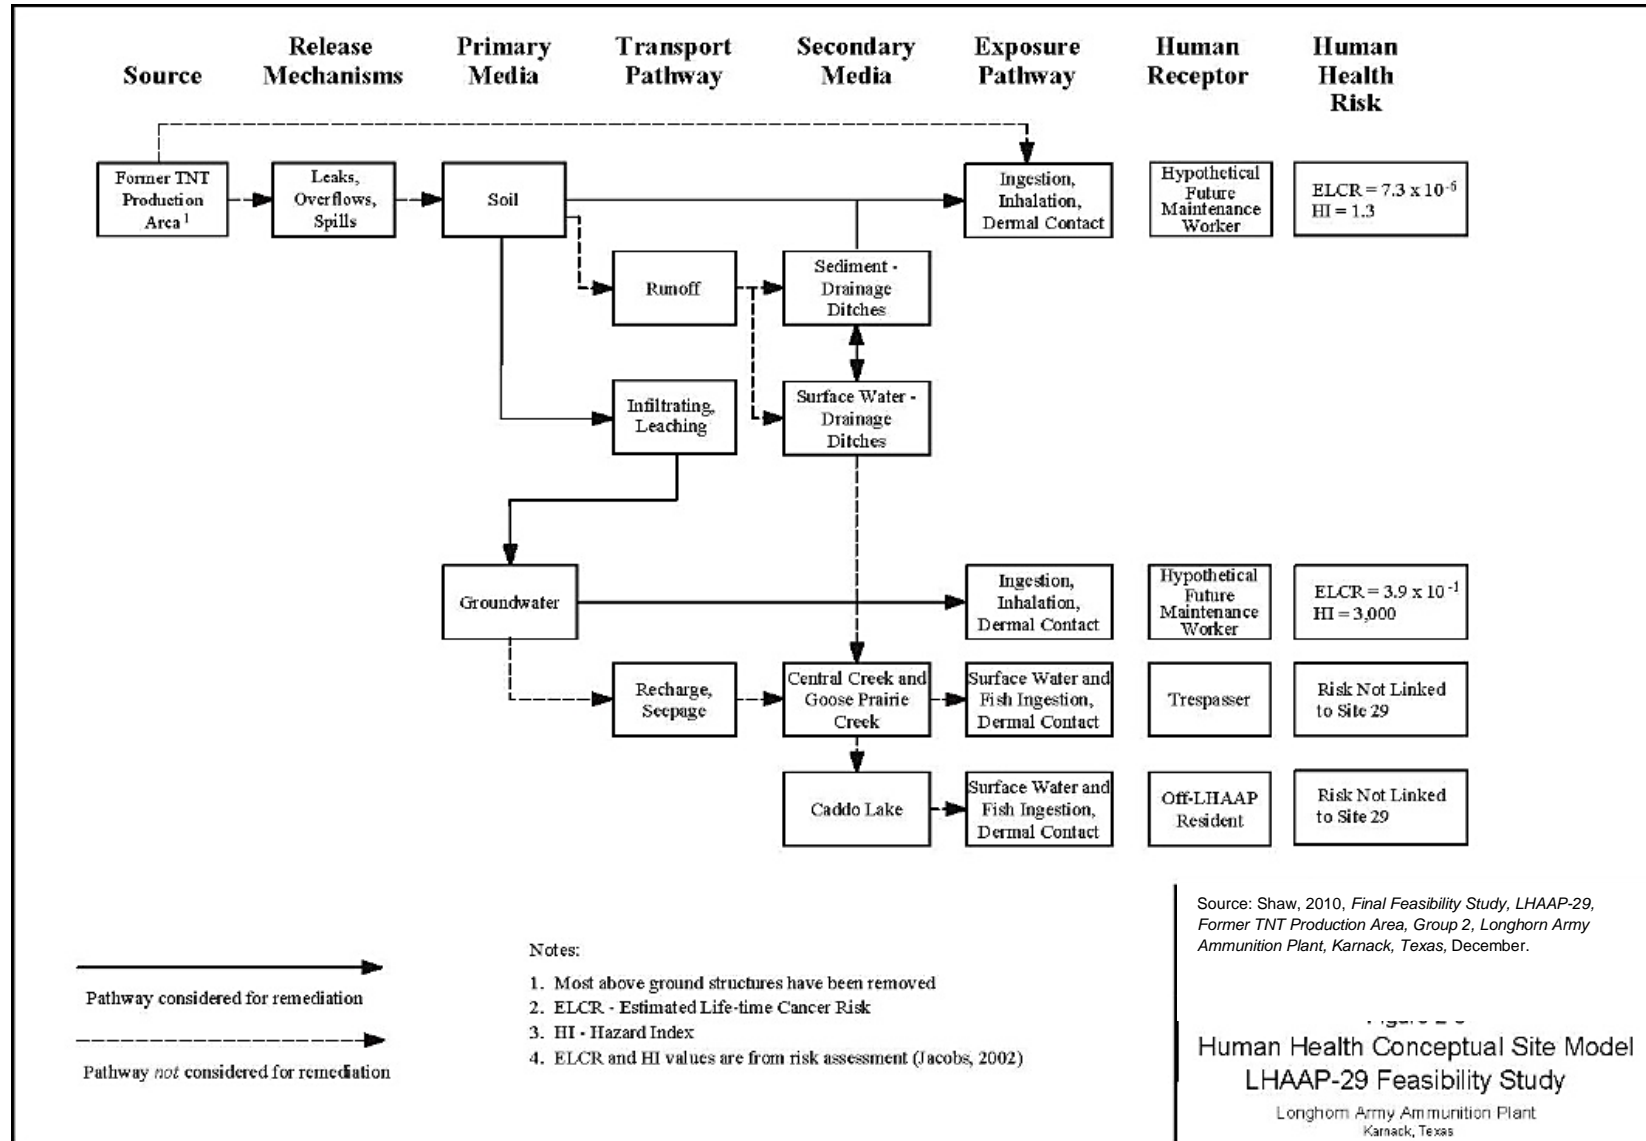 Source
Release
Mechanisms
Primary
Media
Transport
Pathway
Secondary
Media
Exposure
Pathway
Human
Receptor
Human
Health
Risk
Former TNT
Production
Area 1
Leaks,
Overflows,
Spills
Soil
Ingestion,
Inhalation,
Dermal Contact
Hypothetical
Future
Maintenance
Worker
ELCR = 7.3 x 10
HI = 1.3
Runoff
Sediment -
Drainage
Ditches
Infiltrating,
Leaching
Surface Water -
Drainage
Ditches
Groundwater
Ingestion,
Inhalation,
Dermal Contact
Hypothetical
Future
Maintenance
Worker
ELCR = 3.9 x 10 -1
HI = 3,000
Recharge,
Seepage
Central Creek and
Goose Prairie
Creek
Surface Water and
Fish Ingestion,
Dermal Contact
Trespasser
Risk Not Linked
to Site 29
Caddo Lake
Surface Water and
Fish Ingestion,
Dermal Contact
Off-LHAAP
Resident
Risk Not Linked
to Site 29
Pathway considered for remediation
Pathway not considered for remediation
Notes:
1. Most above ground structures have been removed
2. ELCR - Estimated Life-time Cancer Risk
3. HI - Hazard Index
4. ELCR and HI values are from risk assessment (Jacobs, 2002)
Source: Shaw, 2010, Final Feasibility Study, LHAAP-29,
Former TNT Production Area, Group 2, Longhorn Army
Ammunition Plant, Karnack, Texas, December.
Human Health Conceptual Site Model
LHAAP-29 Feasibility Study
Longhorn Army Ammunition Plant
Karnack, Texas